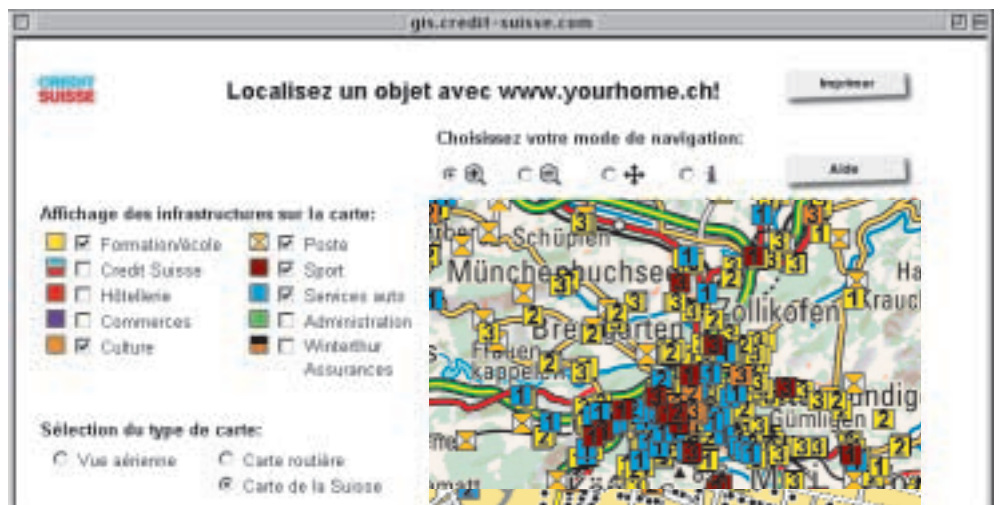 gis.credit-suisse.com
CREDIT
SUISSE
Localisez un objet avec www.yourhome.ch!
Imprimer
Choisissez votre mode de navigation:
Aide
Affichage des infrastructures sur la carte:
Formation/école
Poste
Credit Suisse
Sport
Hôtellerie
Services auto
Commerces
Administration
Culture
Winterthur
Assurances
Sélection du type de carte:
Vue aérienne
Carte routière
Carte de la Suisse
Schüpfen
Münchenbuchsee
Zollikofen
Krauch
Bremgarten
Frauen-
kappelen
Gümligen